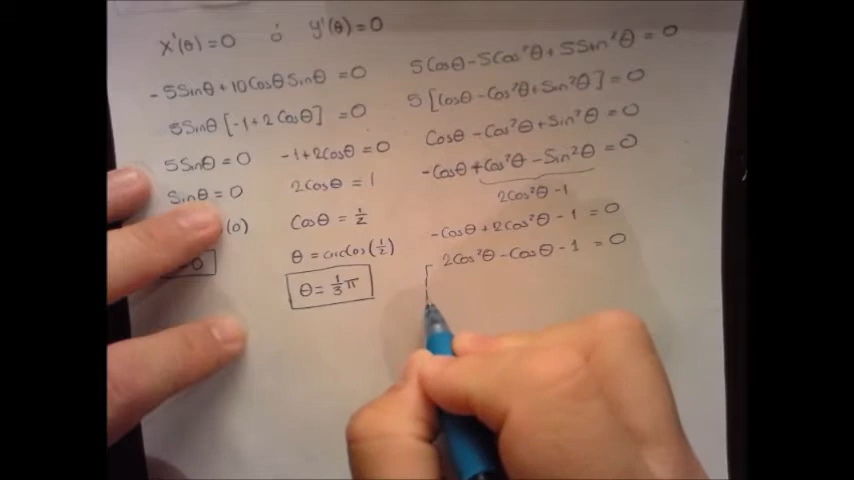 x'(θ)=0 ó y'(θ)=0
-5Sinθ+10CosθSinθ =0
5Sinθ[-1+2Cosθ] =0
5Sinθ=0
Sinθ=0
(0)
=0
-1+2Cosθ=0
2Cosθ = 1
Cosθ = 1/2
θ = arcCos(1/2)
θ= 1/3 π
5Cosθ-5Cos²θ+5Sin²θ =0
5[Cosθ-Cos²θ+Sin²θ]=0
Cosθ-Cos²θ+Sin²θ=0
-Cosθ+Cos²θ-Sin²θ=0
2Cos²θ-1
-Cosθ+2Cos²θ-1 =0
2Cos²θ-Cosθ-1 =0